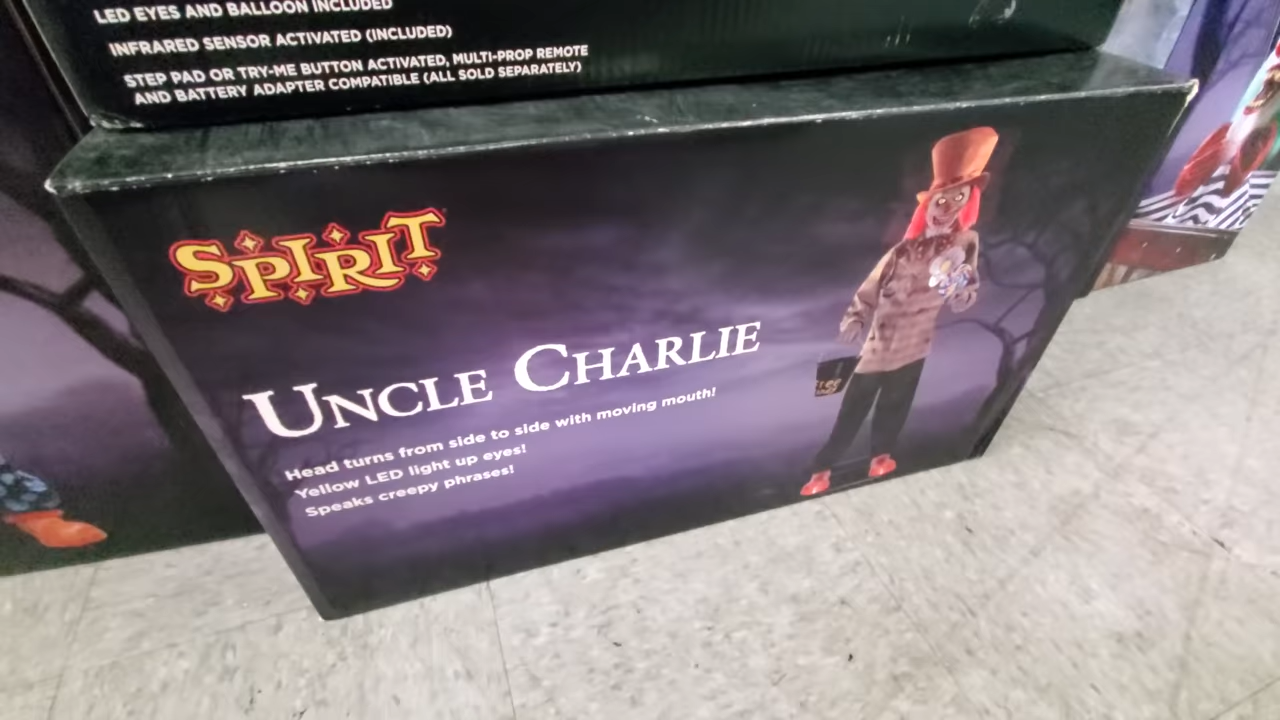 LED EYES AND BALLOON INCLUDED
INFRARED SENSOR ACTIVATED (INCLUDED)
STEP PAD OR TRY-ME BUTTON ACTIVATED, MULTI-PROP REMOTE
AND BATTERY ADAPTER COMPATIBLE (ALL SOLD SEPARATELY)
SPIRIT
UNCLE CHARLIE
Head turns from side to side with moving mouth!
Yellow LED light up eyes!
Speaks creepy phrases!
Free